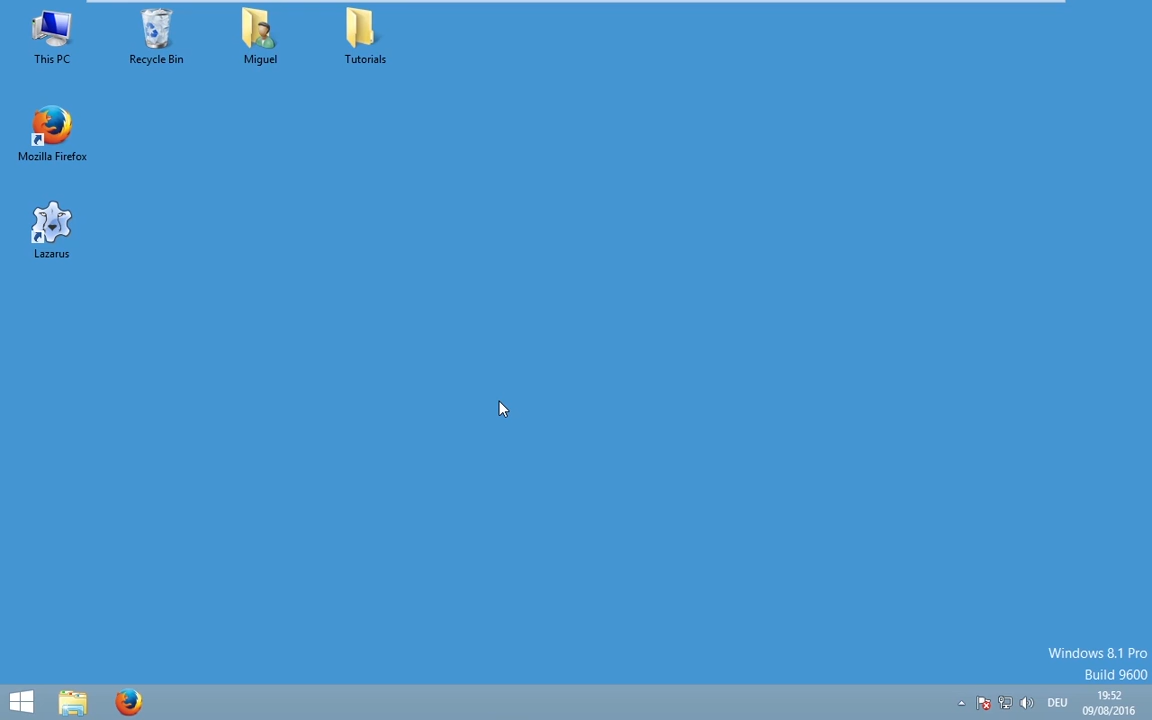 This PC
Recycle Bin
Miguel
Tutorials
Mozilla Firefox
Lazarus
Windows 8.1 Pro
Build 9600
DEU
19:52
09/08/2016